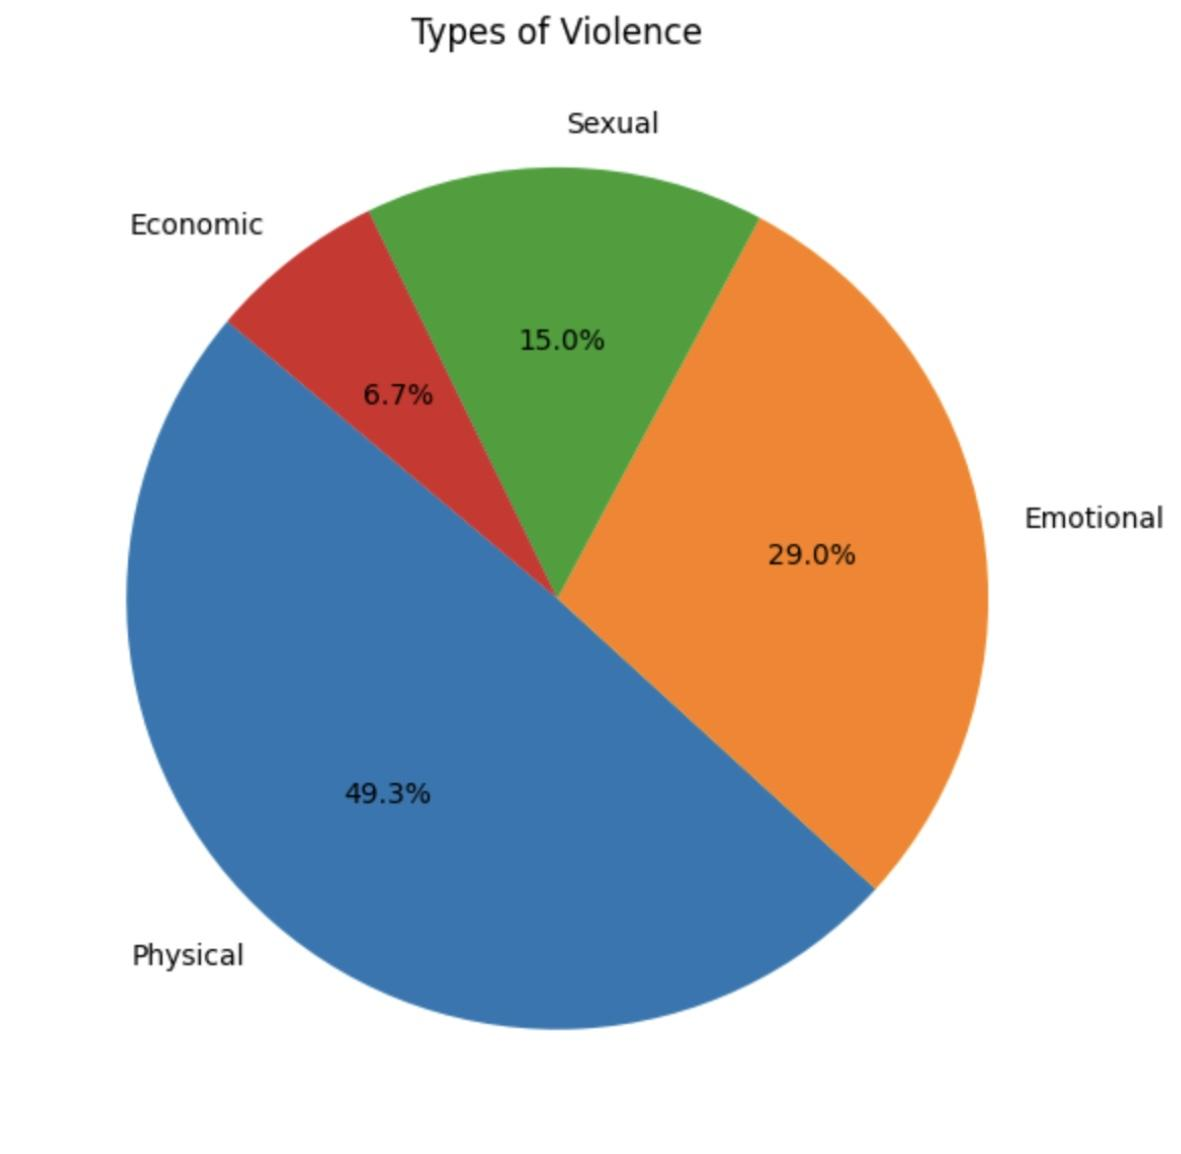 Types of Violence
Sexual
Economic
15.0%
6.7%
Emotional
29.0%
49.3%
Physical